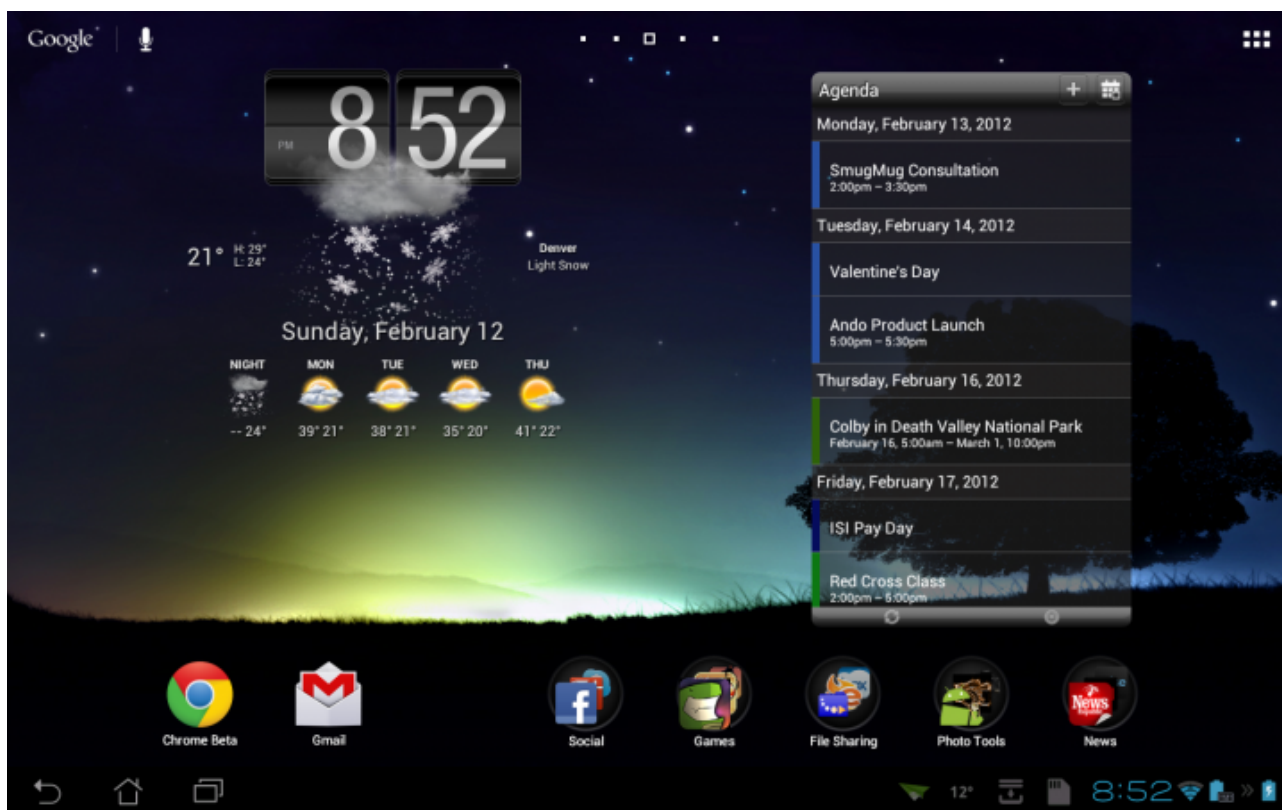 Google
8 52
PM
21° H: 29°
L: 24°
Denver
Light Snow
Sunday, February 12
NIGHT MON TUE WED THU
-- 24° 39° 21° 38° 21° 35° 20° 41° 22°
Agenda
Monday, February 13, 2012
SmugMug Consultation
2:00pm – 3:30pm
Tuesday, February 14, 2012
Valentine's Day
Ando Product Launch
5:00pm – 5:30pm
Thursday, February 16, 2012
Colby in Death Valley National Park
February 16, 5:00am – March 1, 10:00pm
Friday, February 17, 2012
ISI Pay Day
Red Cross Class
2:00pm – 5:00pm
News
Chrome Beta Gmail Social Games File Sharing Photo Tools News
12° 8:52